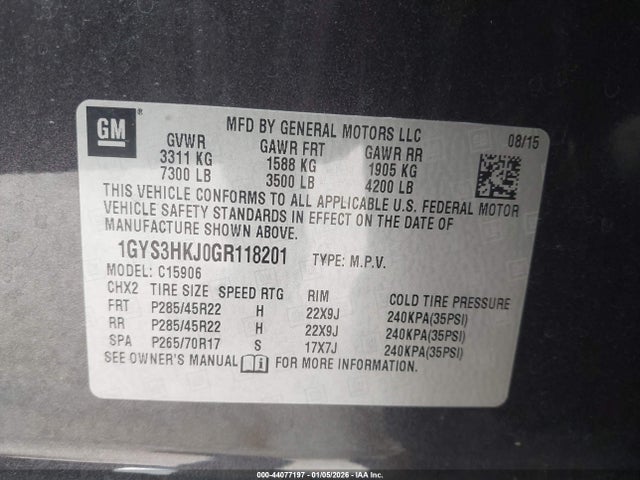 GM
®
MFD BY GENERAL MOTORS LLC
08/15
GVWR GAWR FRT GAWR RR
3311 KG 1588 KG 1905 KG
7300 LB 3500 LB 4200 LB
THIS VEHICLE CONFORMS TO ALL APPLICABLE U.S. FEDERAL MOTOR
VEHICLE SAFETY STANDARDS IN EFFECT ON THE DATE OF
MANUFACTURE SHOWN ABOVE.
1GYS3HKJ0GR118201 TYPE: M.P.V.
MODEL: C15906
CHX2 TIRE SIZE SPEED RTG RIM COLD TIRE PRESSURE
FRT P285/45R22 H 22X9J 240KPA(35PSI)
RR P285/45R22 H 22X9J 240KPA(35PSI)
SPA P265/70R17 S 17X7J 240KPA(35PSI)
SEE OWNER'S MANUAL FOR MORE INFORMATION.
000-44077197 - 01/05/2026 - IAA Inc.